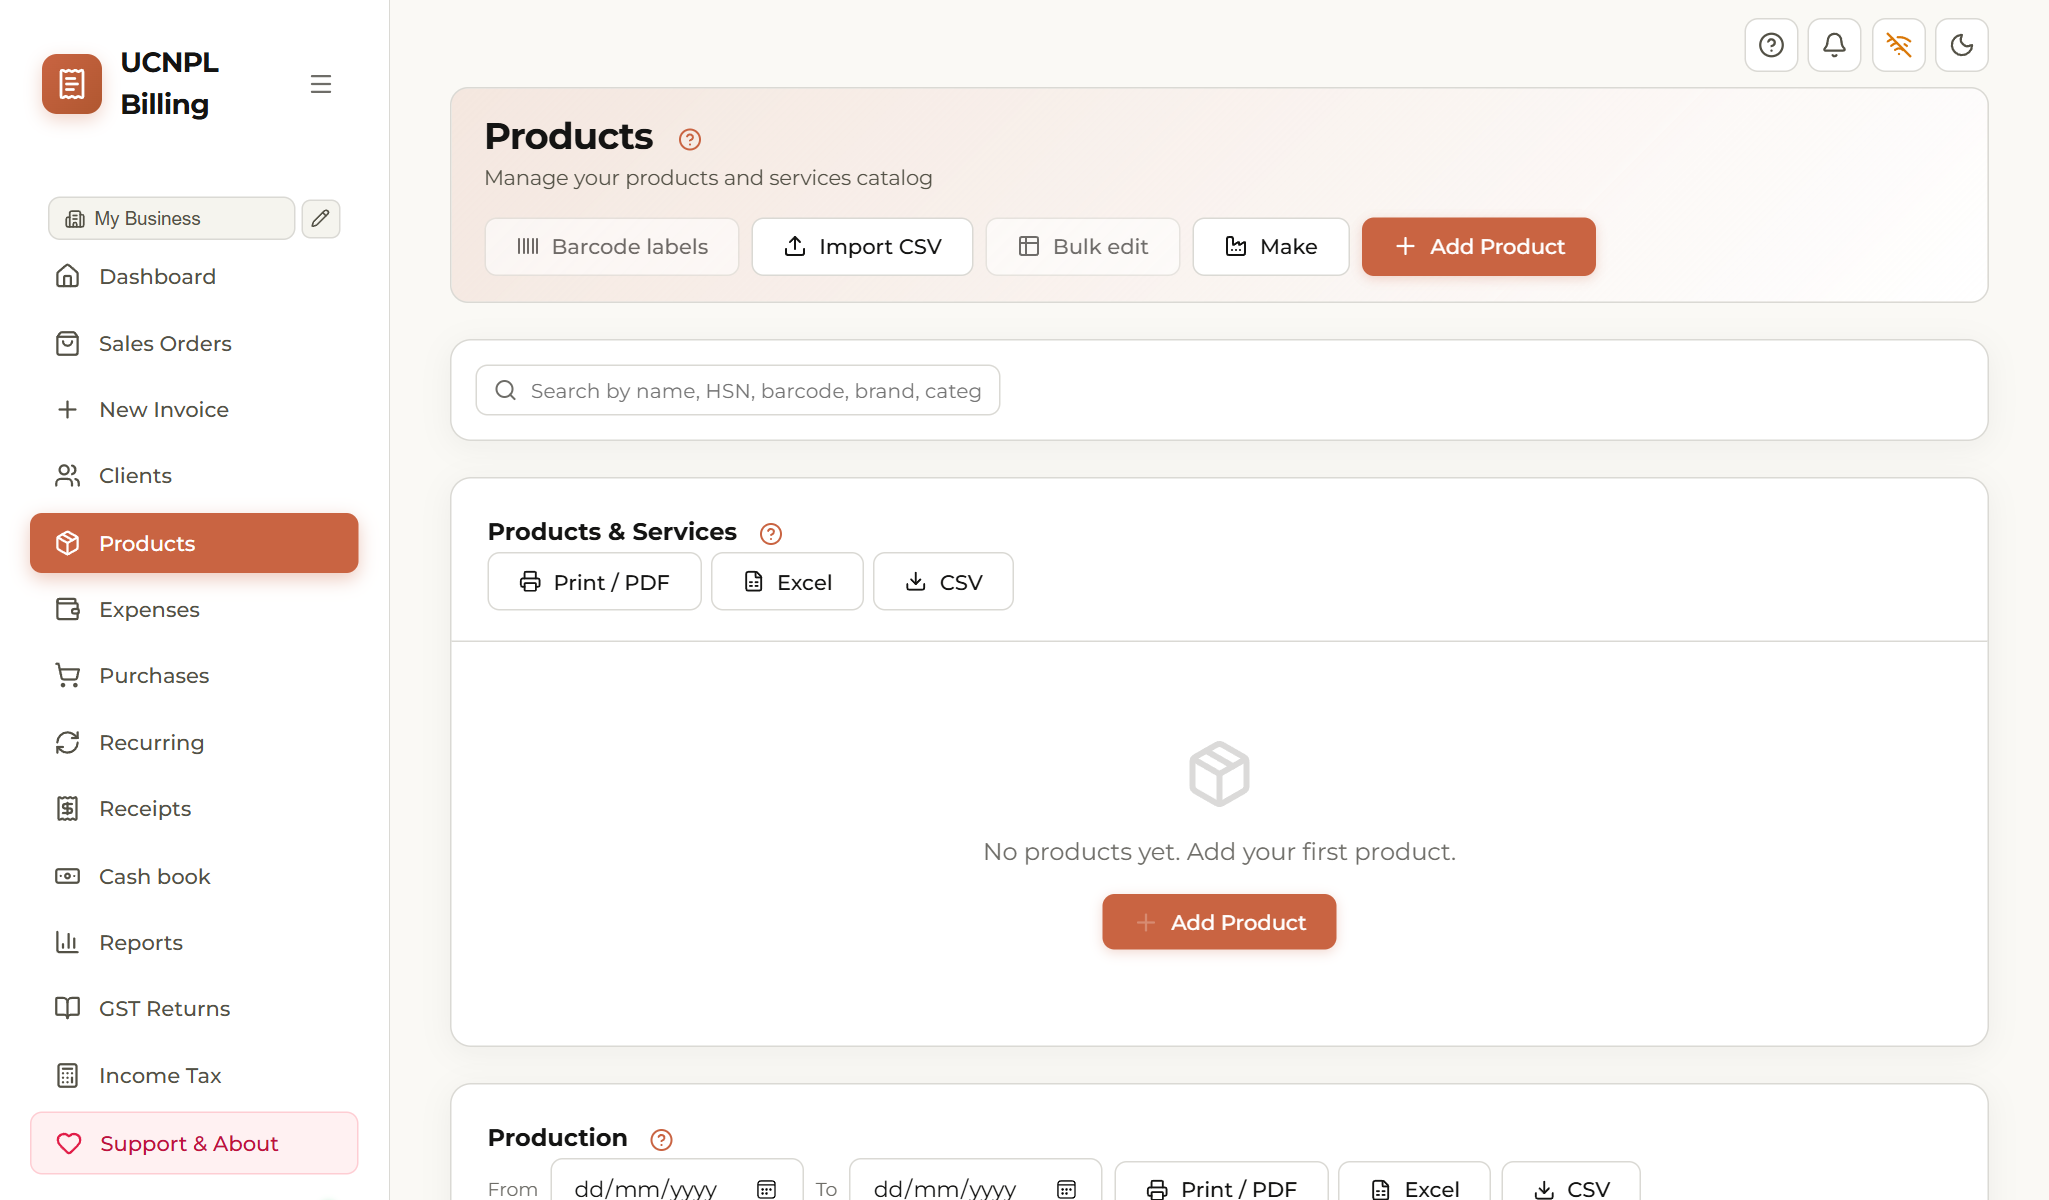 UCNPL
Billing
My Business
Dashboard
Sales Orders
New Invoice
Clients
Products
Expenses
Purchases
Recurring
Receipts
Cash book
Reports
GST Returns
Income Tax
Support & About
Products
Manage your products and services catalog
Barcode labels
Import CSV
Bulk edit
Make
Add Product
Search by name, HSN, barcode, brand, categ
Products & Services
Print / PDF
Excel
CSV
No products yet. Add your first product.
Add Product
Production
From dd/mm/yyyy To dd/mm/yyyy Print / PDF Excel CSV